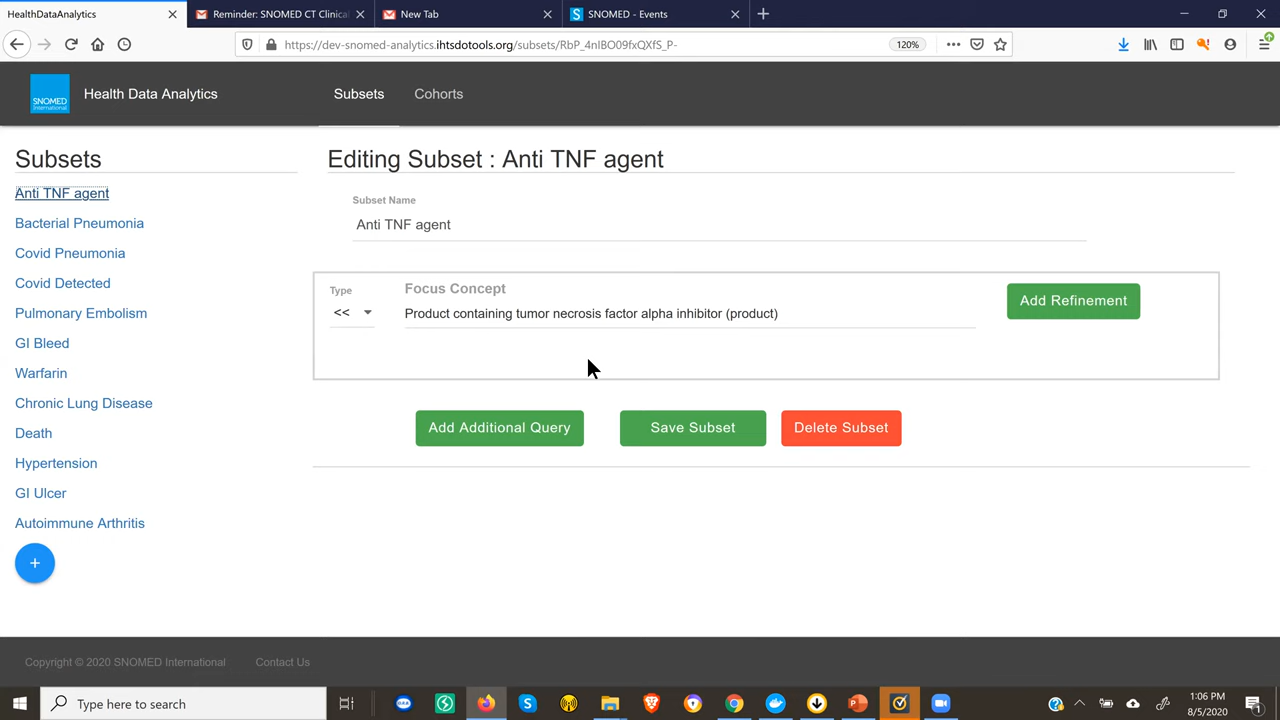 HealthDataAnalytics
Reminder: SNOMED CT Clinical
New Tab
SNOMED - Events
https://dev-snomed-analytics.ihtsdotools.org/subsets/RbP_4nIBO09fxQXfS_P-
120%
SNOMED
International
Health Data Analytics
Subsets
Cohorts
Subsets
Anti TNF agent
Bacterial Pneumonia
Covid Pneumonia
Covid Detected
Pulmonary Embolism
GI Bleed
Warfarin
Chronic Lung Disease
Death
Hypertension
GI Ulcer
Autoimmune Arthritis
+
Editing Subset : Anti TNF agent
Subset Name
Anti TNF agent
Type
<<
Focus Concept
Product containing tumor necrosis factor alpha inhibitor (product)
Add Refinement
Add Additional Query
Save Subset
Delete Subset
Copyright © 2020 SNOMED International
Contact Us
Type here to search
1:06 PM
8/5/2020
1